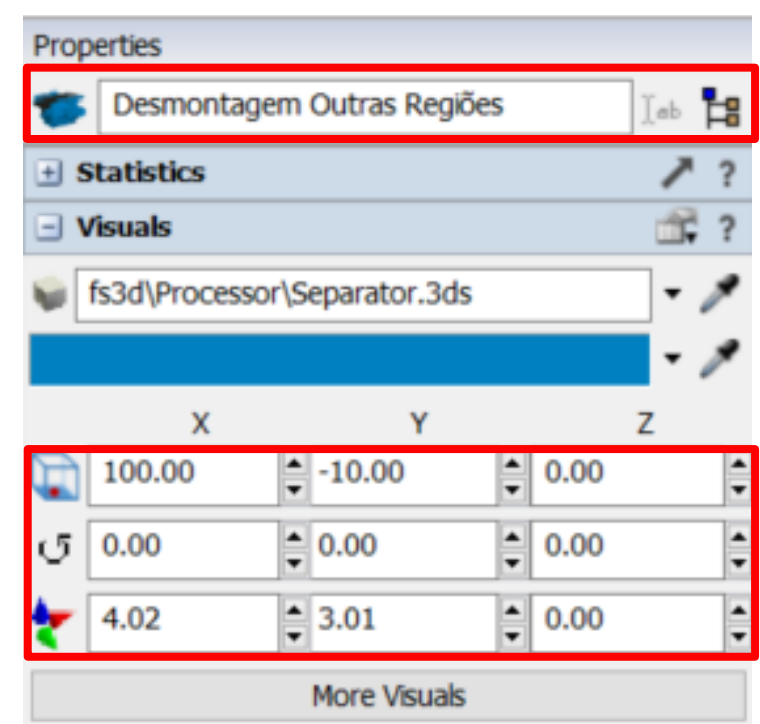 Properties
Desmontagem Outras Regiões ab
Statistics ?
Visuals ?
fs3d\Processor\Separator.3ds
X Y Z
100.00 -10.00 0.00
0.00 0.00 0.00
4.02 3.01 0.00
More Visuals